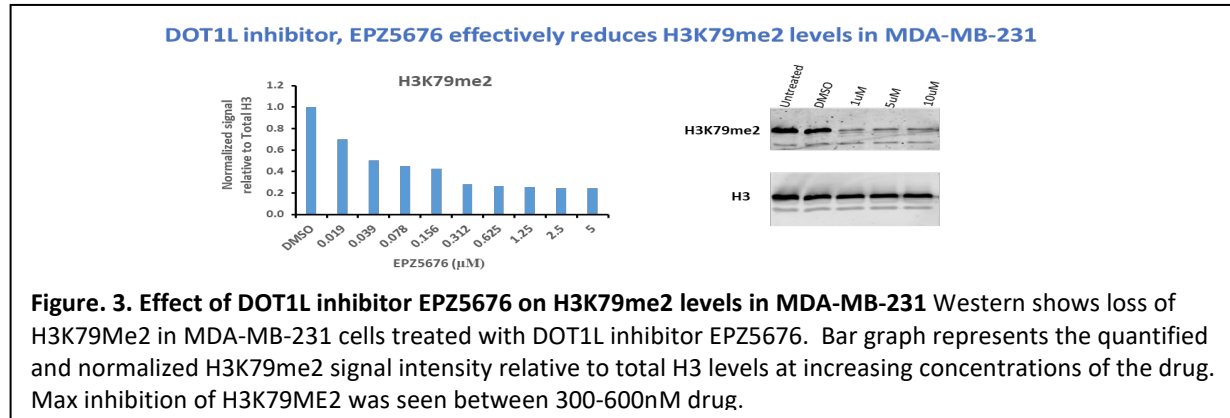 DOT1L inhibitor, EPZ5676 effectively reduces H3K79me2 levels in MDA-MB-231
H3K79me2
Normalized signal
relative to Total H3
1.2
1.0
0.8
0.6
0.4
0.2
0.0
DMSO
0.019
0.039
0.078
0.156
0.312
0.625
1.25
2.5
5
EPZ5676 (µM)
Untreated
DMSO
1uM
5uM
10uM
H3K79me2
H3
Figure. 3. Effect of DOT1L inhibitor EPZ5676 on H3K79me2 levels in MDA-MB-231 Western shows loss of
H3K79Me2 in MDA-MB-231 cells treated with DOT1L inhibitor EPZ5676. Bar graph represents the quantified
and normalized H3K79me2 signal intensity relative to total H3 levels at increasing concentrations of the drug.
Max inhibition of H3K79ME2 was seen between 300-600nM drug.